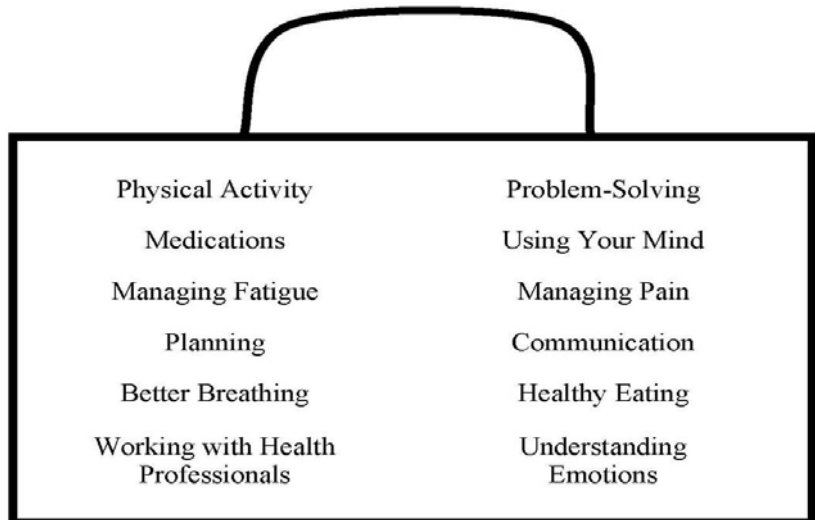 Physical Activity
Medications
Managing Fatigue
Planning
Better Breathing
Working with Health
Professionals
Problem-Solving
Using Your Mind
Managing Pain
Communication
Healthy Eating
Understanding
Emotions